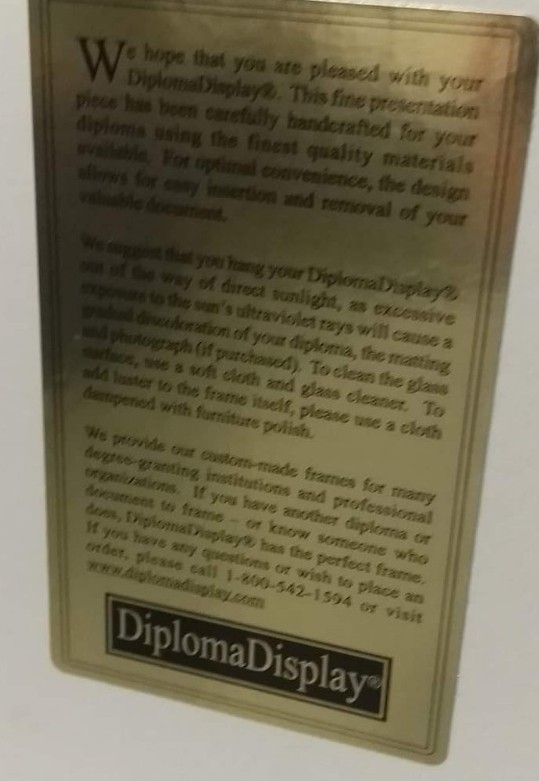 We hope that you are pleased with your
DiplomaDisplay®. This fine presentation
piece has been carefully handcrafted for your
diploma using the finest quality materials
available. For optimal convenience, the design
allows for easy insertion and removal of your
valuable document.
We suggest that you hang your DiplomaDisplay®
out of the way of direct sunlight, as excessive
exposure to the sun's ultraviolet rays will cause a
gradual discoloration of your diploma, the matting
and photograph (if purchased). To clean the glass
surface, use a soft cloth and glass cleaner. To
add luster to the frame itself, please use a cloth
dampened with furniture polish.
We provide our custom-made frames for many
degree-granting institutions and professional
organizations. If you have another diploma or
document to frame – or know someone who
does, DiplomaDisplay® has the perfect frame.
If you have any questions or wish to place an
order, please call 1-800-542-1594 or visit
www.diplomadisplay.com
DiplomaDisplay®